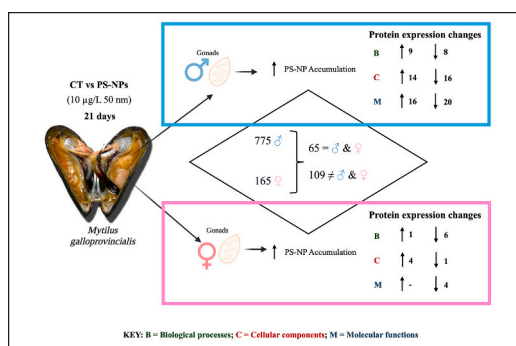 CT vs PS-NPs
(10 µg/L 50 nm)
21 days
Mytilus
galloprovincialis
Gonads
♂
↑ PS-NP Accumulation
Protein expression changes
B ↑ 9 ↓ 8
C ↑ 14 ↓ 16
M ↑ 16 ↓ 20
775 ♂
165 ♀
65 = ♂ & ♀
109 ≠ ♂ & ♀
Gonads
♀
↑ PS-NP Accumulation
Protein expression changes
B ↑ 1 ↓ 6
C ↑ 4 ↓ 1
M ↑ - ↓ 4
KEY: B = Biological processes; C = Cellular components; M = Molecular functions